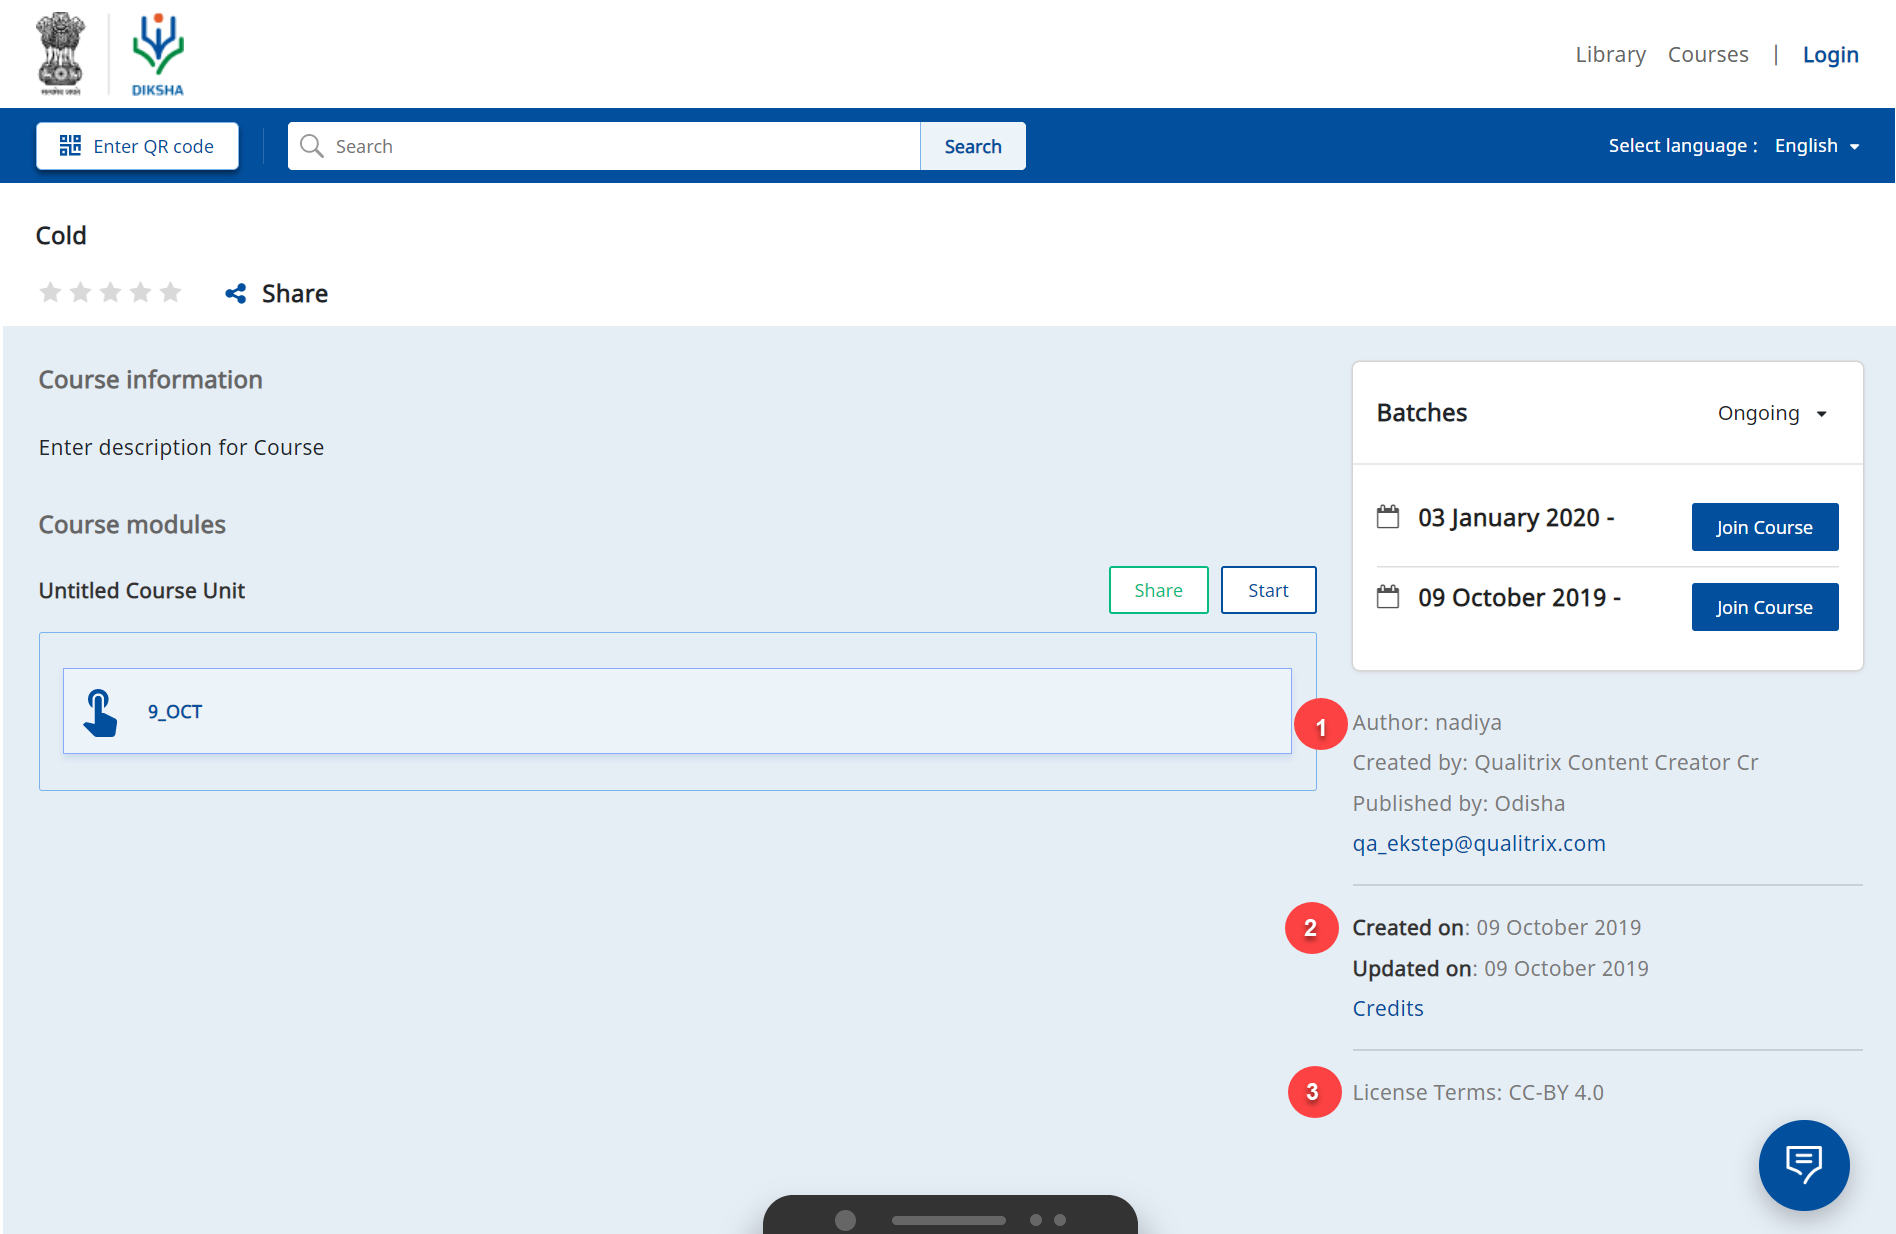 DIKSHA
Library Courses | Login
Enter QR code
Search
Search
Select language : English
Cold
Share
Course information
Enter description for Course
Course modules
Untitled Course Unit
Share
Start
9_OCT
Batches
Ongoing
03 January 2020 -
Join Course
09 October 2019 -
Join Course
1
Author: nadiya
Created by: Qualitrix Content Creator Cr
Published by: Odisha
qa_ekstep@qualitrix.com
2
Created on: 09 October 2019
Updated on: 09 October 2019
Credits
3
License Terms: CC-BY 4.0